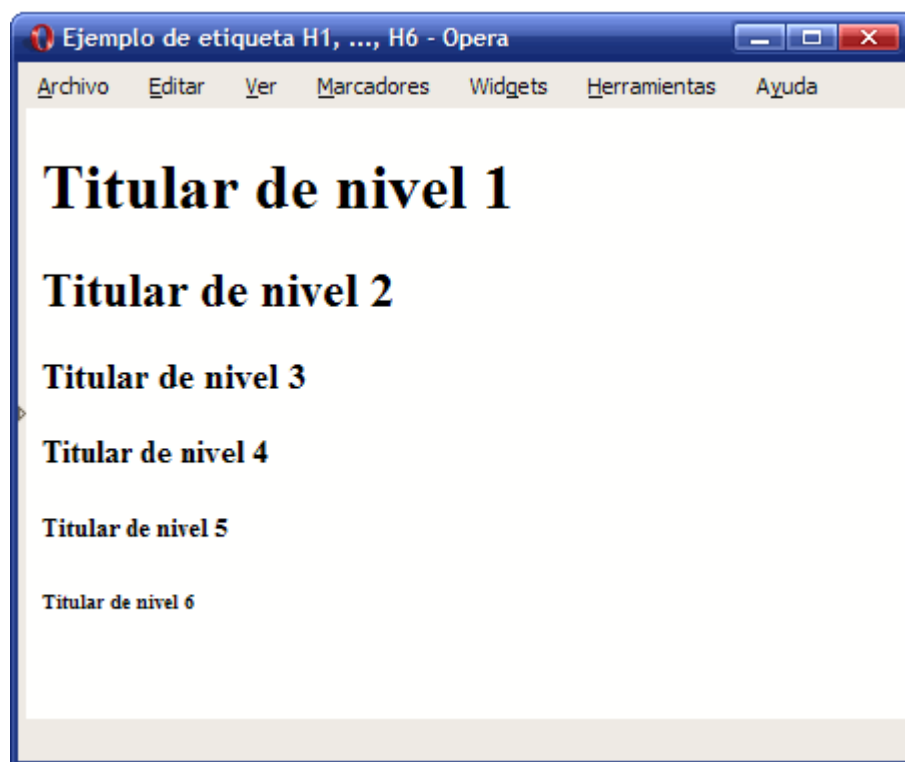 Ejemplo de etiqueta H1, ..., H6 - Opera
Archivo Editar Ver Marcadores Widgets Herramientas Ayuda
Titular de nivel 1
Titular de nivel 2
Titular de nivel 3
Titular de nivel 4
Titular de nivel 5
Titular de nivel 6